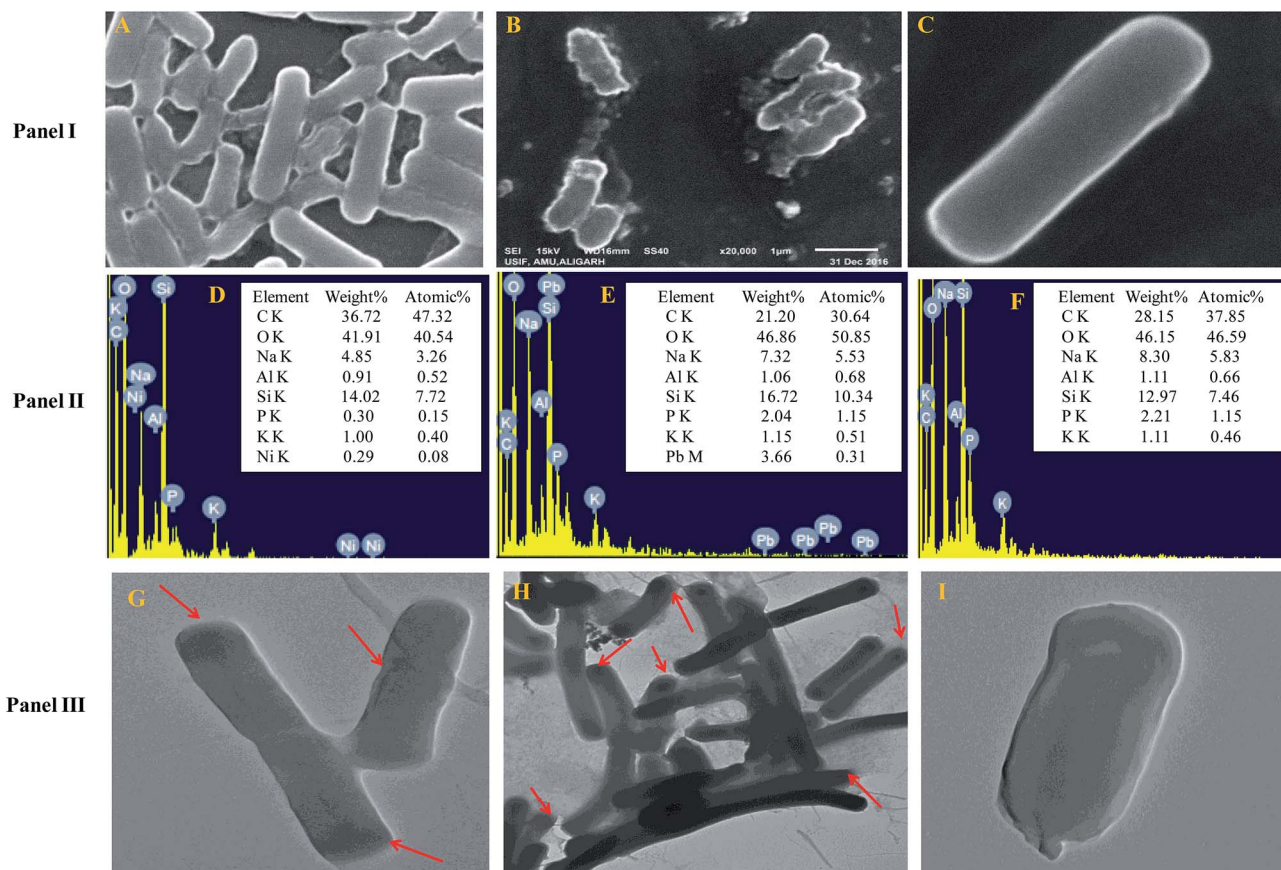 Panel I
A
B
C
SEI 15kV WD16mm SS40 x20,000 1µm
USIF, AMU,ALIGARH 31 Dec 2016
Panel II
D
Element Weight% Atomic%
C K 36.72 47.32
O K 41.91 40.54
Na K 4.85 3.26
Al K 0.91 0.52
Si K 14.02 7.72
P K 0.30 0.15
K K 1.00 0.40
Ni K 0.29 0.08
K
C
O
Na
Ni
Al
Si
P
K
Ni
Ni
E
Element Weight% Atomic%
C K 21.20 30.64
O K 46.86 50.85
Na K 7.32 5.53
Al K 1.06 0.68
Si K 16.72 10.34
P K 2.04 1.15
K K 1.15 0.51
Pb M 3.66 0.31
K
C
O
Na
Al
Pb
Si
P
K
Pb
Pb
Pb
Pb
F
Element Weight% Atomic%
C K 28.15 37.85
O K 46.15 46.59
Na K 8.30 5.83
Al K 1.11 0.66
Si K 12.97 7.46
P K 2.21 1.15
K K 1.11 0.46
K
C
O
Na
Al
Si
P
K
Panel III
G
H
I